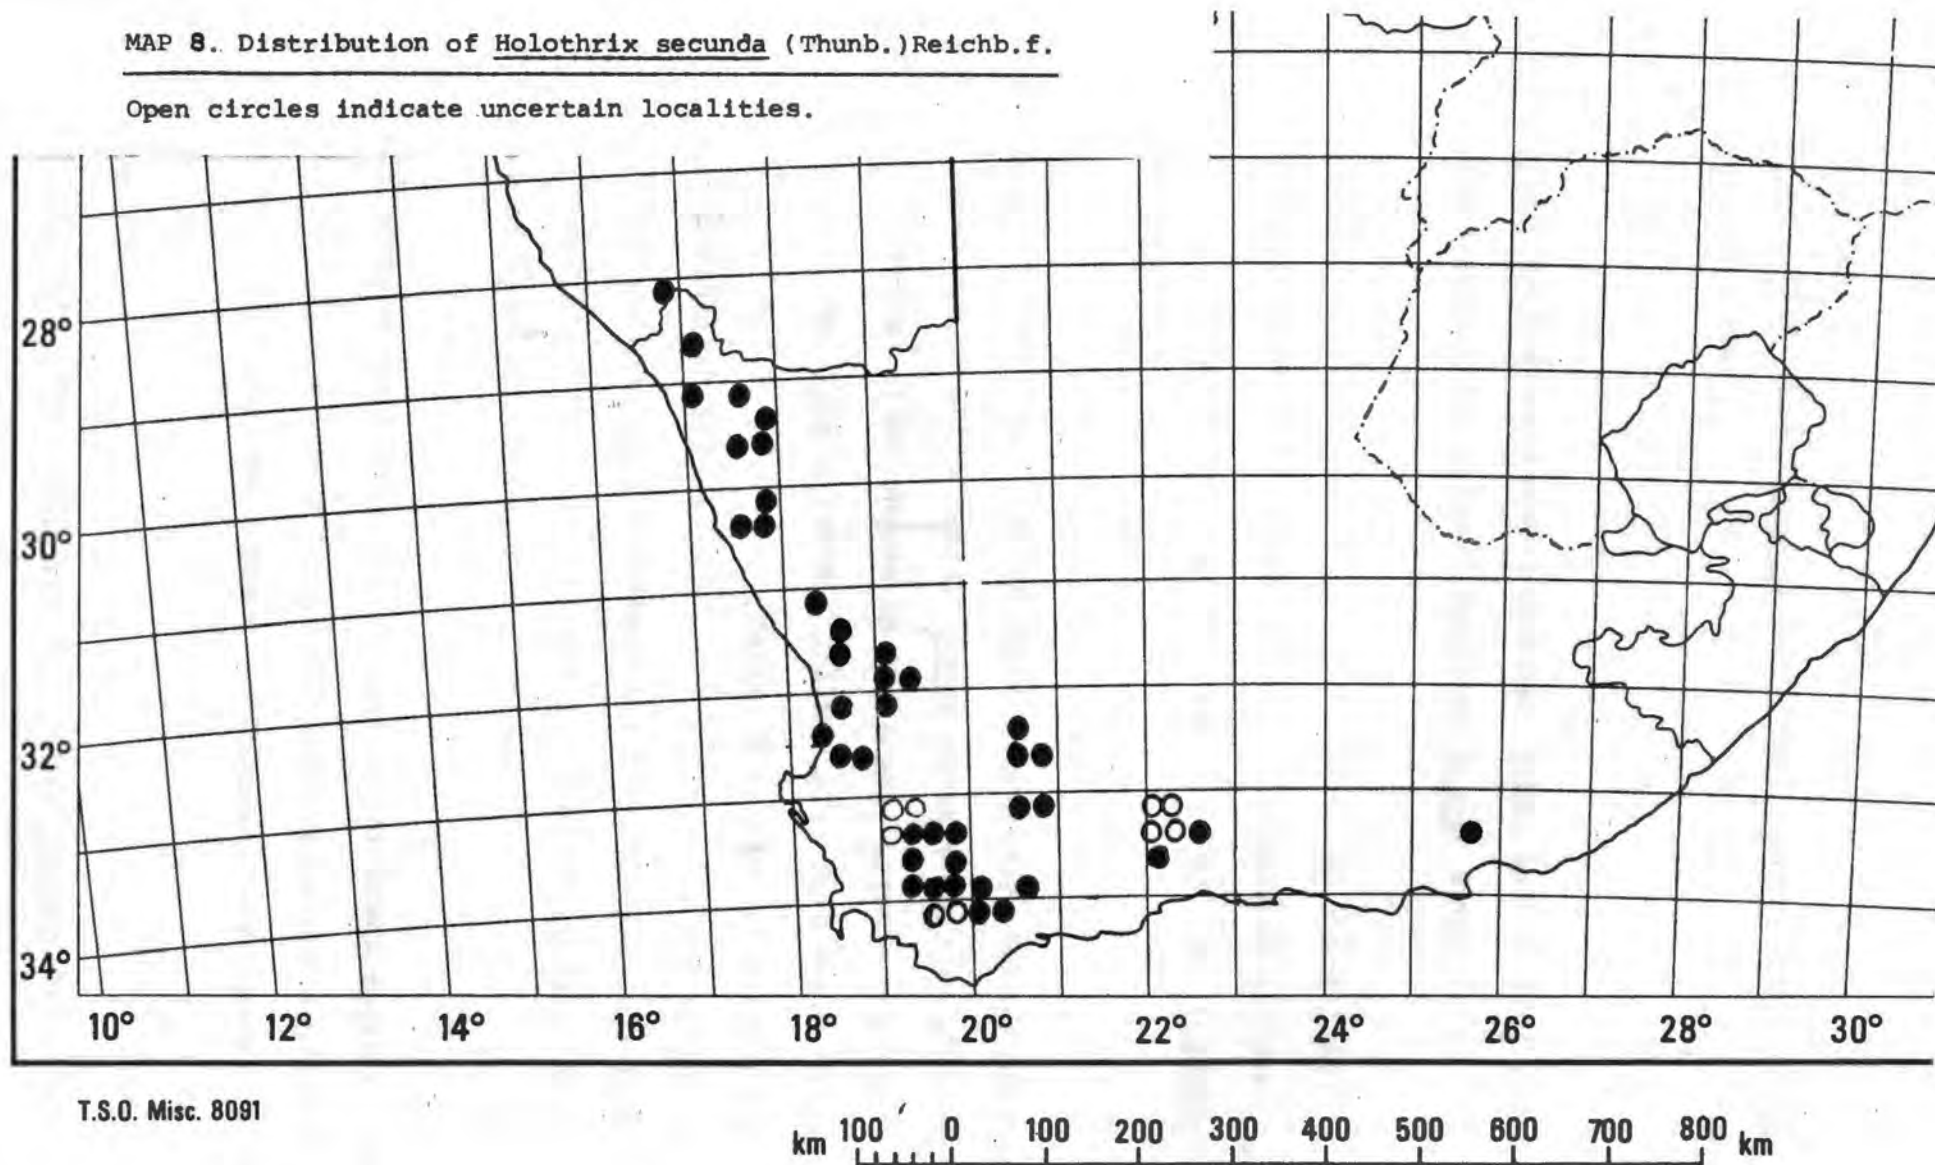 MAP 8. Distribution of Holothrix secunda (Thunb.)Reichb.f.
Open circles indicate uncertain localities.
28°
30°
32°
34°
10° 12° 14° 16° 18° 20° 22° 24° 26° 28° 30°
T.S.O. Misc. 8091
km 100 0 100 200 300 400 500 600 700 800 km